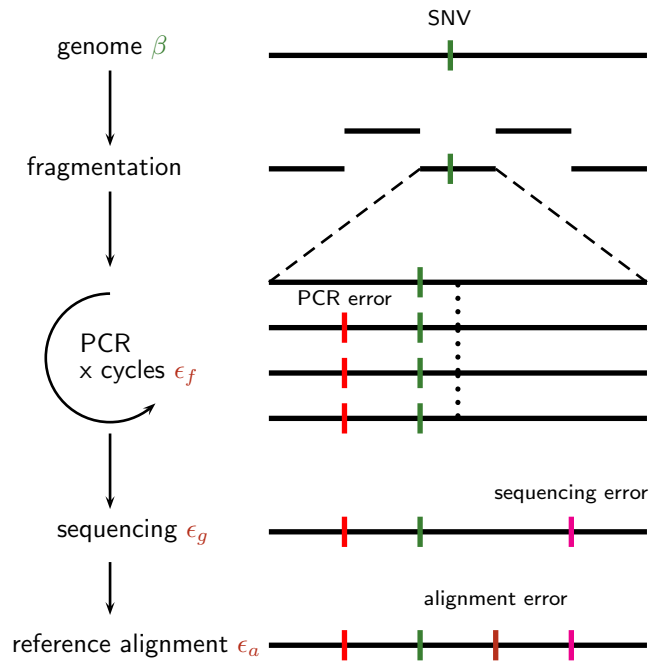 SNV
genome β
fragmentation
PCR error
PCR
x cycles ϵf
sequencing error
sequencing ϵg
alignment error
reference alignment ϵa